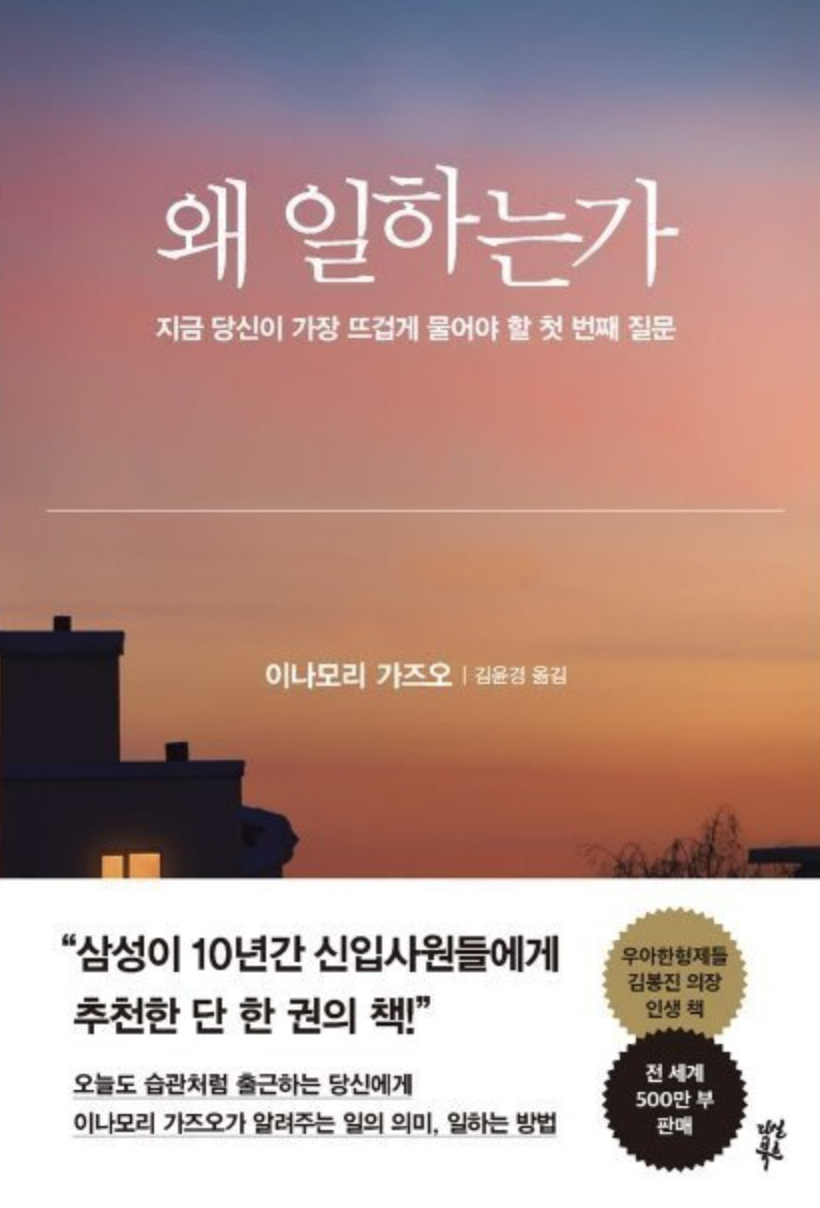 왜 일하는가
지금 당신이 가장 뜨겁게 물어야 할 첫 번째 질문
이나모리 가즈오 | 김윤경 옮김
“삼성이 10년간 신입사원들에게
추천한 단 한 권의 책!”
오늘도 습관처럼 출근하는 당신에게
이나모리 가즈오가 알려주는 일의 의미, 일하는 방법
우아한형제들
김봉진 의장
인생 책
전 세계
500만 부
판매
다산
북스